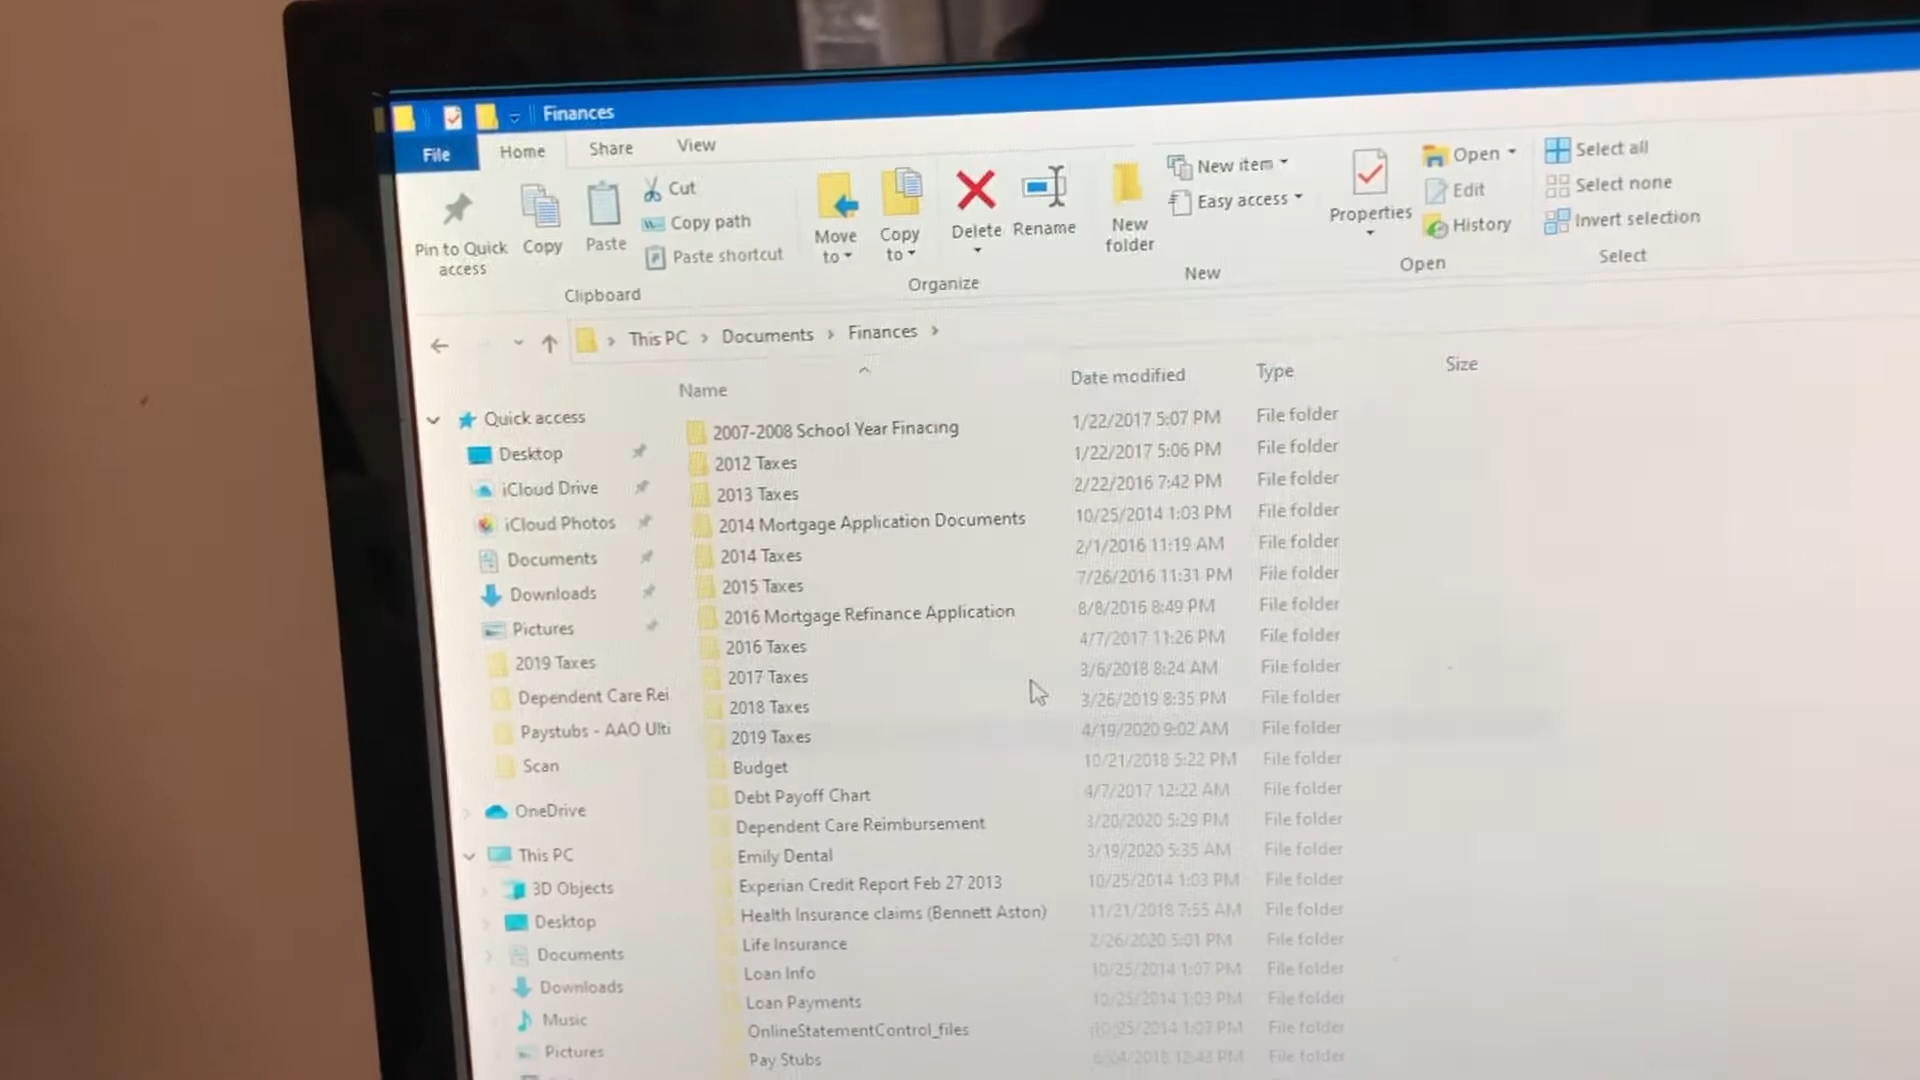 Finances
File Home Share View
Pin to Quick access
Copy
Paste
Cut
Copy path
Paste shortcut
Clipboard
Move to
Copy to
Delete
Rename
Organize
New folder
New item
Easy access
New
Properties
Open
Edit
History
Open
Select all
Select none
Invert selection
Select
This PC > Documents > Finances >
Name Date modified Type Size
Quick access
Desktop
iCloud Drive
iCloud Photos
Documents
Downloads
Pictures
2019 Taxes
Dependent Care Rei
Paystubs - AAO Ulti
Scan
OneDrive
This PC
3D Objects
Desktop
Documents
Downloads
Music
Pictures
2007-2008 School Year Finacing 1/22/2017 5:07 PM File folder
2012 Taxes 1/22/2017 5:06 PM File folder
2013 Taxes 2/22/2016 7:42 PM File folder
2014 Mortgage Application Documents 10/25/2014 1:03 PM File folder
2014 Taxes 2/1/2016 11:19 AM File folder
2015 Taxes 7/26/2016 11:31 PM File folder
2016 Mortgage Refinance Application 8/8/2016 8:49 PM File folder
2016 Taxes 4/7/2017 11:26 PM File folder
2017 Taxes 3/6/2018 8:24 AM File folder
2018 Taxes 3/26/2019 8:35 PM File folder
2019 Taxes 4/19/2020 9:02 AM File folder
Budget 10/21/2018 5:22 PM File folder
Debt Payoff Chart 4/7/2017 12:22 AM File folder
Dependent Care Reimbursement 3/20/2020 5:29 PM File folder
Emily Dental 3/19/2020 5:35 AM File folder
Experian Credit Report Feb 27 2013 10/25/2014 1:03 PM File folder
Health Insurance claims (Bennett Aston) 11/21/2018 7:55 AM File folder
Life Insurance 2/26/2020 5:01 PM File folder
Loan Info 10/25/2014 1:07 PM File folder
Loan Payments 10/25/2014 1:03 PM File folder
OnlineStatementControl_files 10/25/2014 1:07 PM File folder
Pay Stubs 12:43 PM File folder